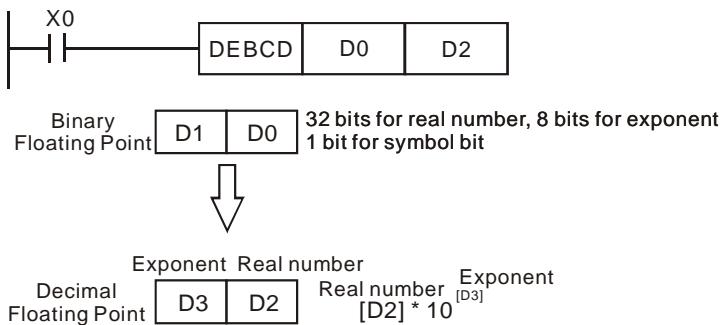 X0
DEBCD D0 D2
Binary
Floating Point
D1 D0
32 bits for real number, 8 bits for exponent
1 bit for symbol bit
Exponent Real number
Decimal
Floating Point
D3 D2
Real number Exponent
[D2] * 10 [D3]